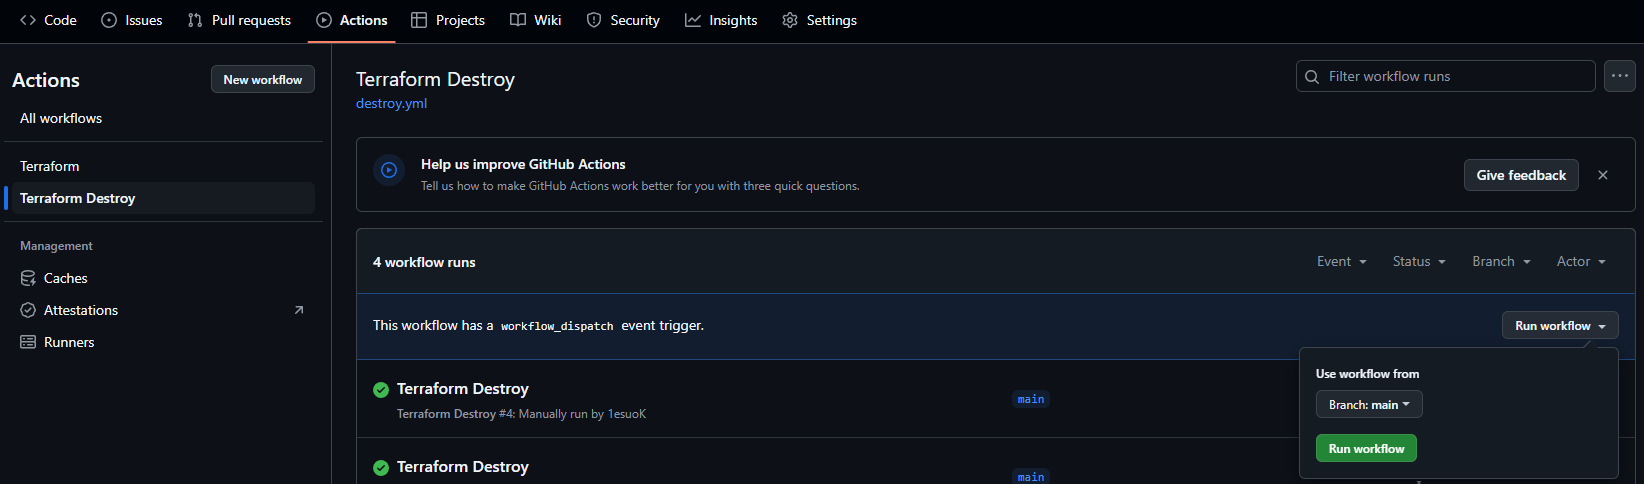 Code Issues Pull requests Actions Projects Wiki Security Insights Settings
Actions
New workflow
All workflows
Terraform
Terraform Destroy
Management
Caches
Attestations
Runners
Terraform Destroy
destroy.yml
Filter workflow runs
Help us improve GitHub Actions
Tell us how to make GitHub Actions work better for you with three quick questions.
Give feedback
4 workflow runs
Event Status Branch Actor
This workflow has a workflow_dispatch event trigger.
Run workflow
Use workflow from
Branch: main
Run workflow
Terraform Destroy
Terraform Destroy #4: Manually run by 1esuoK
main
Terraform Destroy
main